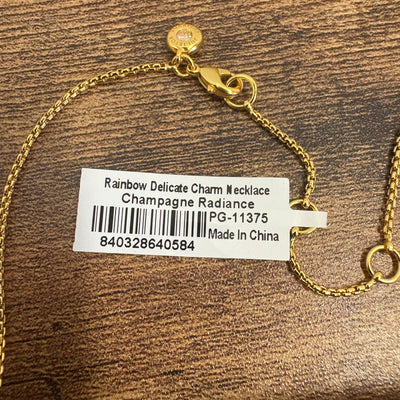 Rainbow Delicate Charm Necklace
Champagne Radiance
PG-11375
Made In China
840328640584